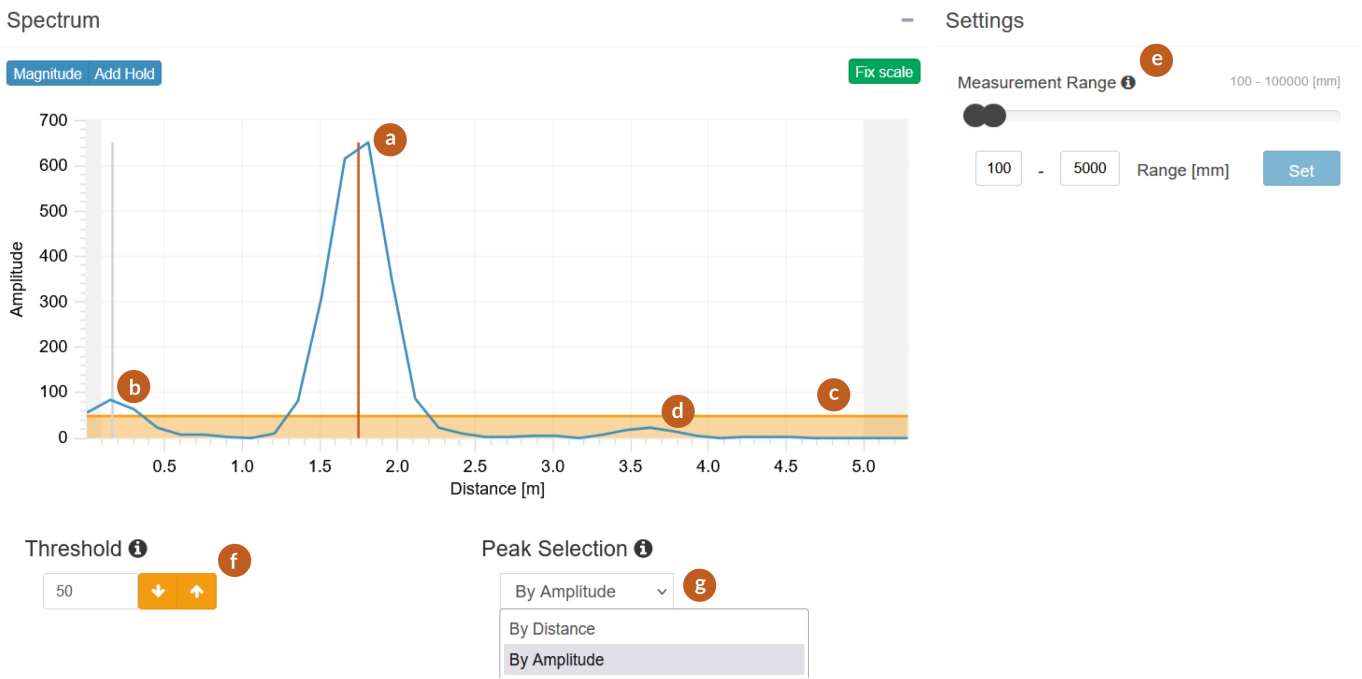 Spectrum
Settings
Magnitude Add Hold
Fix scale
e
Measurement Range
100 - 100000 [mm]
100 - 5000 Range [mm] Set
700
600
500
400
300
200
100
0
Amplitude
a
b
c
d
0.5 1.0 1.5 2.0 2.5 3.0 3.5 4.0 4.5 5.0
Distance [m]
Threshold
f
50
Peak Selection
By Amplitude
g
By Distance
By Amplitude